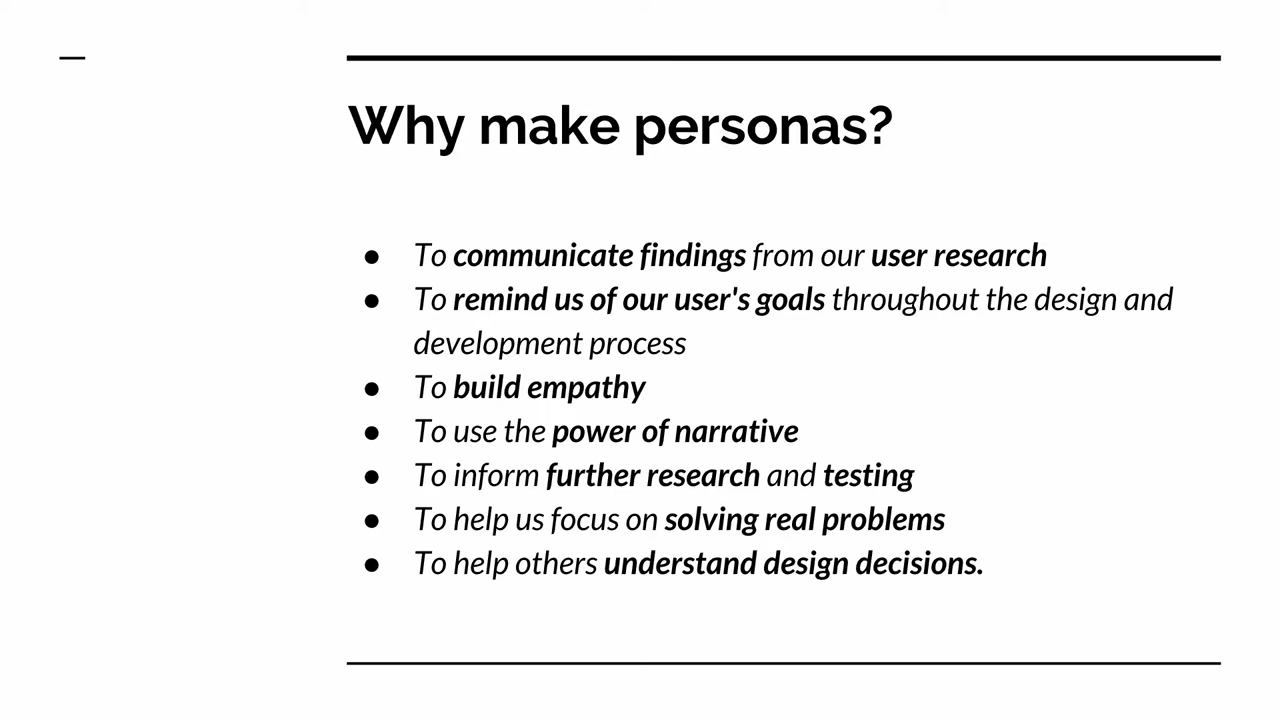 Why make personas?
● To communicate findings from our user research
● To remind us of our user's goals throughout the design and
development process
● To build empathy
● To use the power of narrative
● To inform further research and testing
● To help us focus on solving real problems
● To help others understand design decisions.